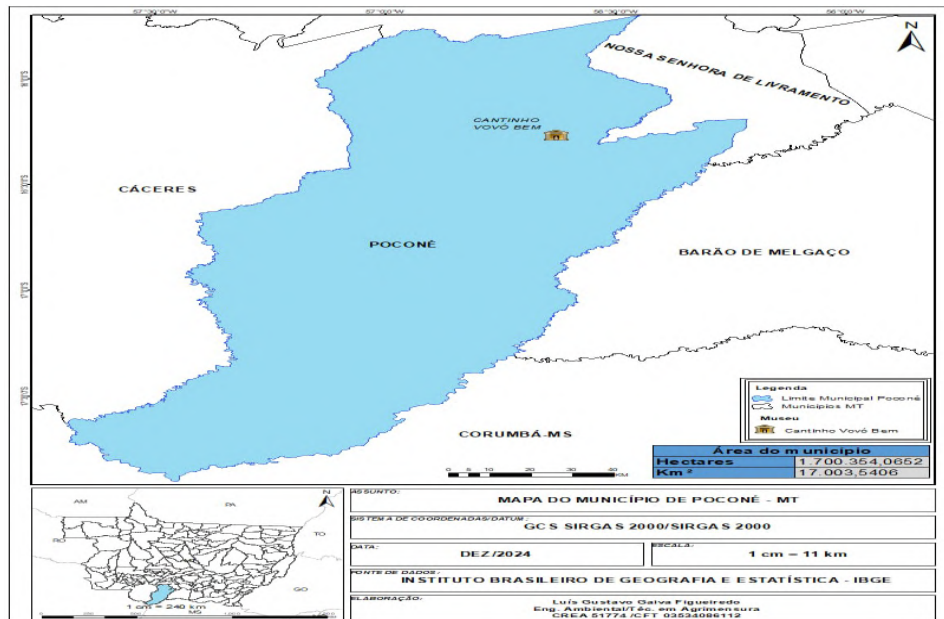 57°30'0"W
57°0'0"W
56°30'0"W
56°0'0"W
N
NOSSA SENHORA DE LIVRAMENTO
CANTINHO
VOVÓ BEM
CÁCERES
POCONÉ
BARÃO DE MELGAÇO
CORUMBÁ-MS
0 5 10 20 30 40
KM
Legenda
Limite Municipal Poconé
Municípios MT
Museu
Cantinho Vovó Bem
Área do município
Hectares 1.700.354,0652
Km² 17.003,5406
AM
PA
N
RO
TO
GO
MS
1 cm = 240 km
ASSUNTO:
MAPA DO MUNICÍPIO DE POCONÉ - MT
SISTEMA DE COORDENADAS/DATUM:
GCS SIRGAS 2000/SIRGAS 2000
DATA:
DEZ/2024
ESCALA:
1 cm = 11 km
FONTE DE DADOS:
INSTITUTO BRASILEIRO DE GEOGRAFIA E ESTATÍSTICA - IBGE
ELABORAÇÃO:
Luís Gustavo Gaiva Figueiredo
Eng. Ambiental/Téc. em Agrimensura
CREA 51774 /CFT 03534086112